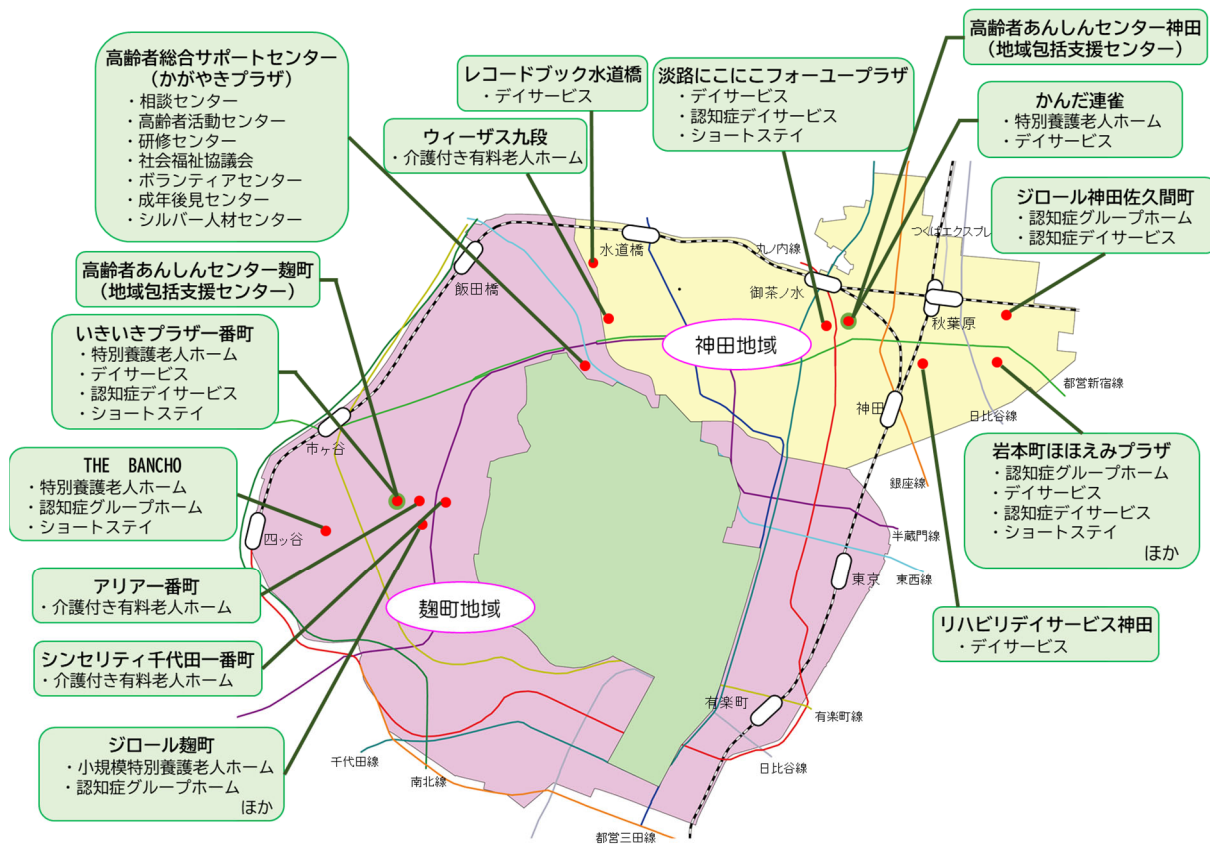 高齢者総合サポートセンター
（かがやきプラザ）
・相談センター
・高齢者活動センター
・研修センター
・社会福祉協議会
・ボランティアセンター
・成年後見センター
・シルバー人材センター
レコードブック水道橋
・デイサービス
ウィーザス九段
・介護付き有料老人ホーム
淡路にこにこフォーユープラザ
・デイサービス
・認知症デイサービス
・ショートステイ
高齢者あんしんセンター神田
（地域包括支援センター）
かんだ連雀
・特別養護老人ホーム
・デイサービス
ジロール神田佐久間町
・認知症グループホーム
・認知症デイサービス
高齢者あんしんセンター麹町
（地域包括支援センター）
いきいきプラザ一番町
・特別養護老人ホーム
・デイサービス
・認知症デイサービス
・ショートステイ
THE BANCHO
・特別養護老人ホーム
・認知症グループホーム
・ショートステイ
アリア一番町
・介護付き有料老人ホーム
シンセリティ千代田一番町
・介護付き有料老人ホーム
ジロール麹町
・小規模特別養護老人ホーム
・認知症グループホーム
ほか
岩本町ほほえみプラザ
・認知症グループホーム
・デイサービス
・認知症デイサービス
・ショートステイ
ほか
リハビリデイサービス神田
・デイサービス
つくばエクスプレ
丸ノ内線
水道橋
飯田橋
御茶ノ水
秋葉原
神田地域
都営新宿線
神田
日比谷線
市ヶ谷
銀座線
四ッ谷
半蔵門線
東西線
東京
麹町地域
有楽町
有楽町線
千代田線
南北線
日比谷線
都営三田線